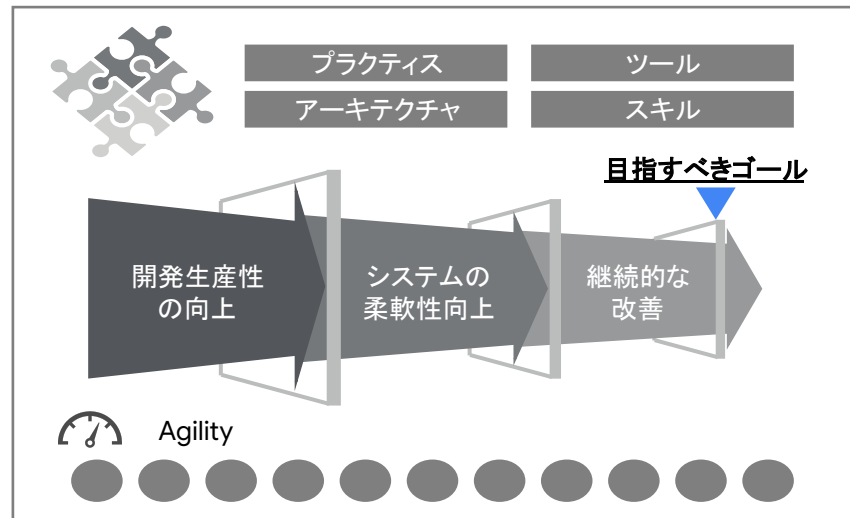 プラクティス
ツール
アーキテクチャ
スキル
目指すべきゴール
開発生産性
の向上
システムの
柔軟性向上
継続的な
改善
Agility